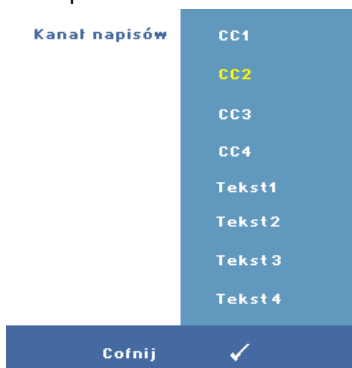 Kanał napisów CC1
CC2
CC3
CC4
Tekst1
Tekst2
Tekst3
Tekst4
Cofnij ✓